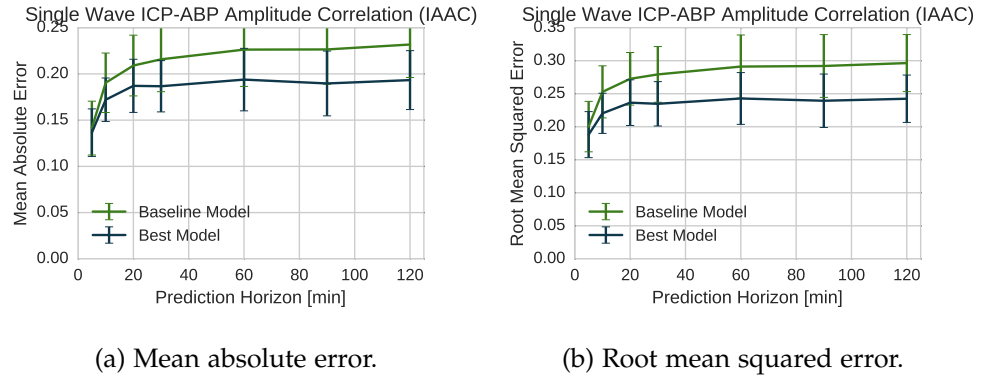 Single Wave ICP-ABP Amplitude Correlation (IAAC)
0.25
0.20
0.15
0.10
0.05
0.00
Mean Absolute Error
Baseline Model
Best Model
0 20 40 60 80 100 120
Prediction Horizon [min]
(a) Mean absolute error.
Single Wave ICP-ABP Amplitude Correlation (IAAC)
0.35
0.30
0.25
0.20
0.15
0.10
0.05
0.00
Root Mean Squared Error
Baseline Model
Best Model
0 20 40 60 80 100 120
Prediction Horizon [min]
(b) Root mean squared error.